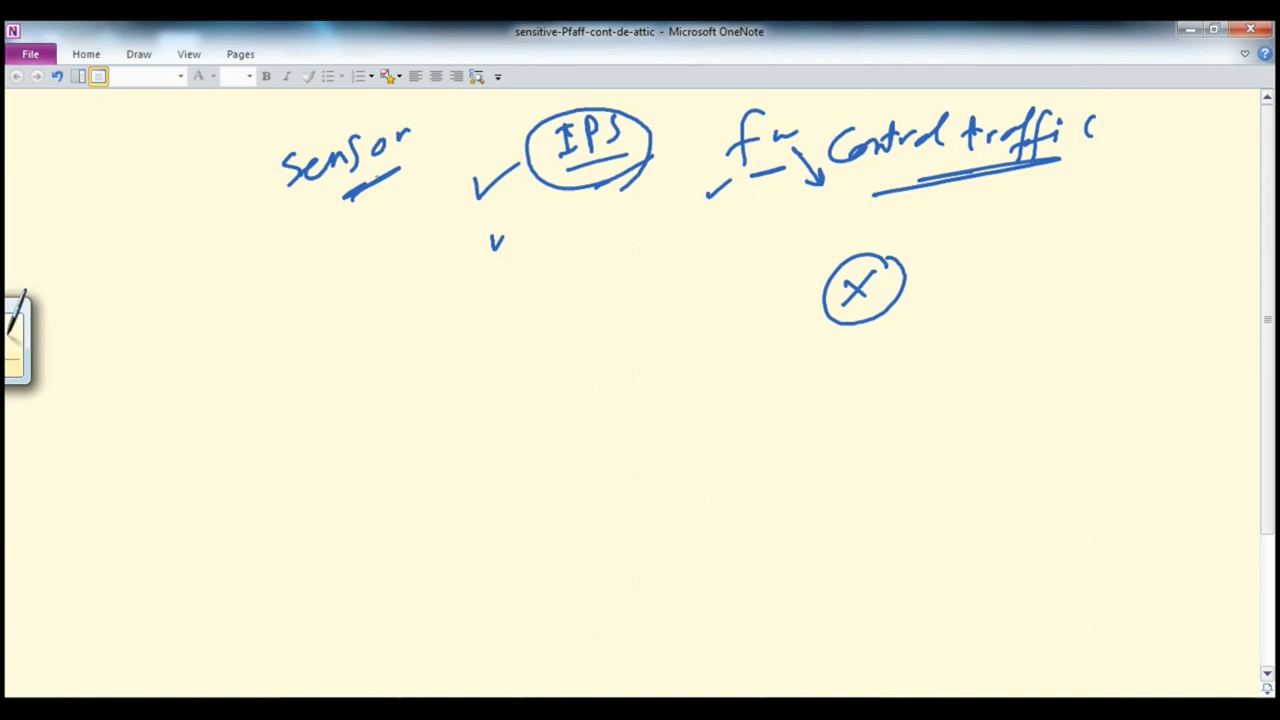 sensitive-Pfaff-cont-de-attic - Microsoft OneNote
File Home Draw View Pages
Sensor IPS fw Control traffic
v
X